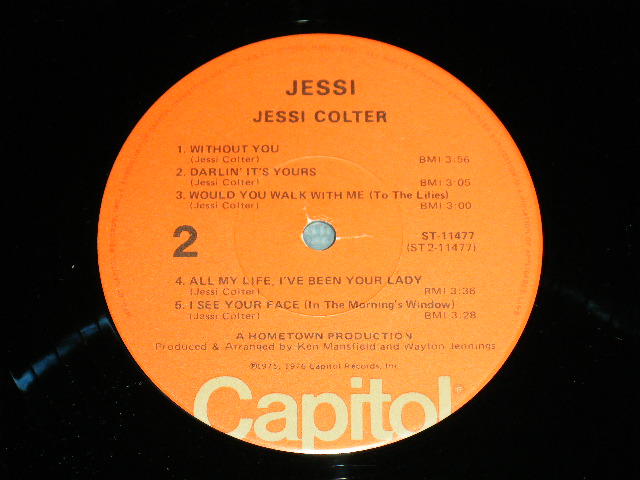 JESSI
JESSI COLTER
1. WITHOUT YOU
(Jessi Colter) BMI 3:56
2. DARLIN' IT'S YOURS
(Jessi Colter) BMI 3:05
3. WOULD YOU WALK WITH ME (To The Lilies)
(Jessi Colter) BMI 3:00
2
ST-11477
(ST 2-11477)
4. ALL MY LIFE, I'VE BEEN YOUR LADY
(Jessi Colter) BMI 3:36
5. I SEE YOUR FACE (In The Morning's Window)
(Jessi Colter) BMI 3:28
A HOMETOWN PRODUCTION
Produced & Arranged by Ken Mansfield and Waylon Jennings
℗1975, 1976 Capitol Records, Inc.
Capitol®